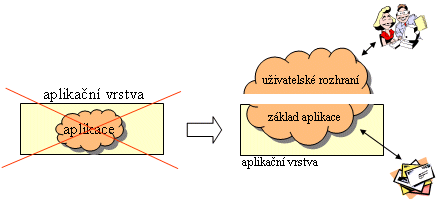 aplikační vrstva
aplikace
uživatelské rozhraní
základ aplikace
aplikační vrstva